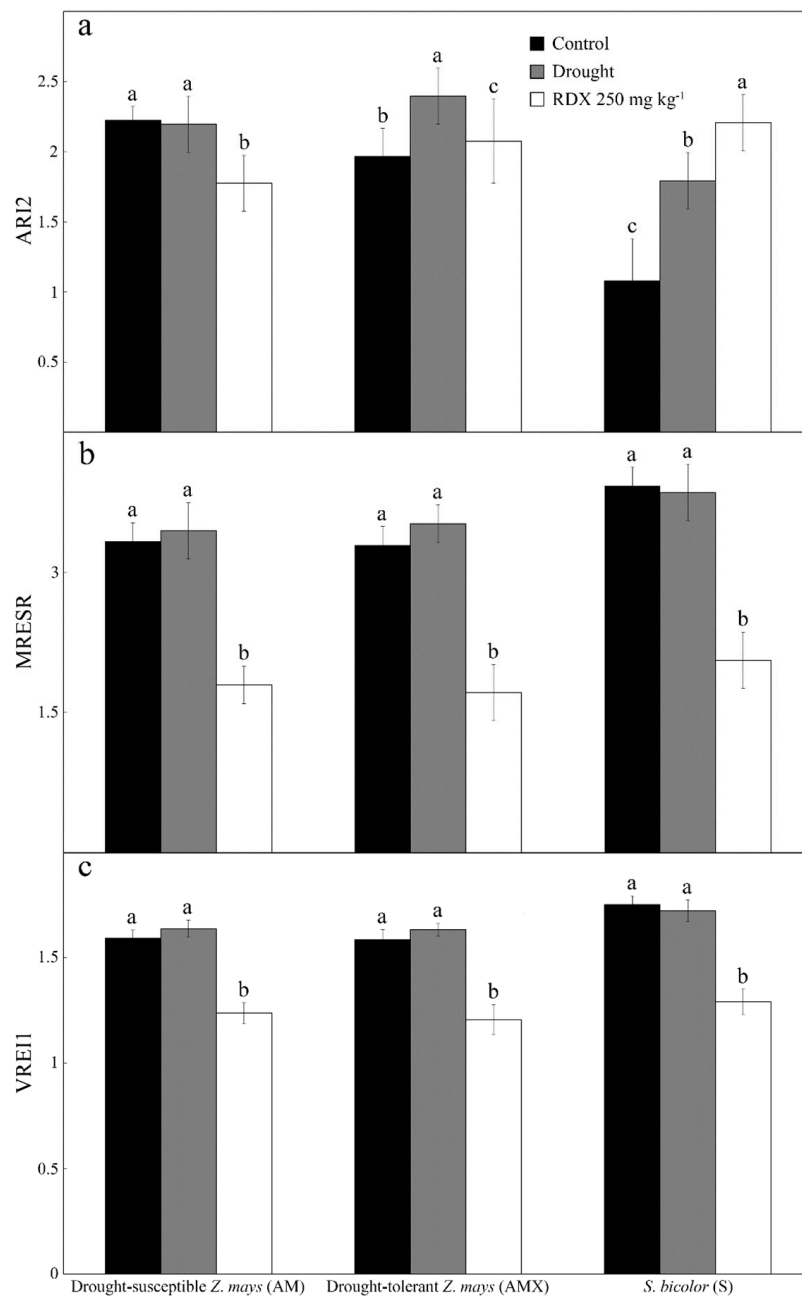 a
Control
Drought
RDX 250 mg kg⁻¹
2.5
2
1.5
1
0.5
ARI2
a
a
b
b
a
c
c
b
a
b
3
1.5
MRESR
a
a
b
a
a
b
a
a
b
c
1.5
1
0.5
0
VREI1
a
a
b
a
a
b
a
a
b
Drought-susceptible Z. mays (AM)
Drought-tolerant Z. mays (AMX)
S. bicolor (S)